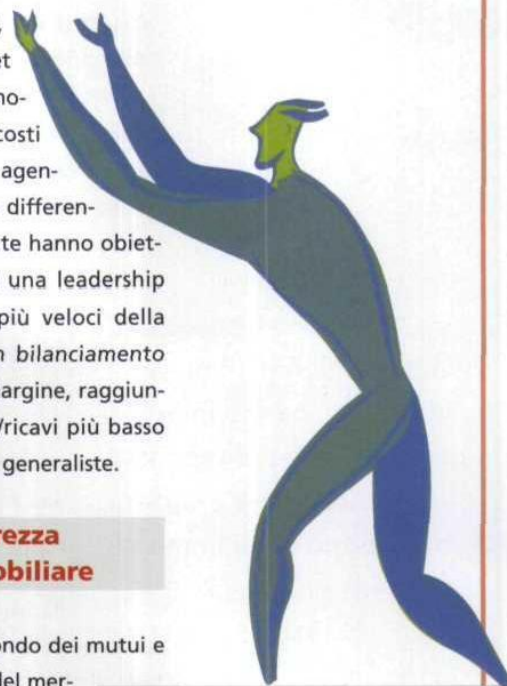 et
mo-
costi
agen-
differen-
te hanno obiet-
una leadership
più veloci della
bilanciamento
argine, raggiun-
/ricavi più basso
generaliste.
rezza
obiliare
ondo dei mutui e
del mer-